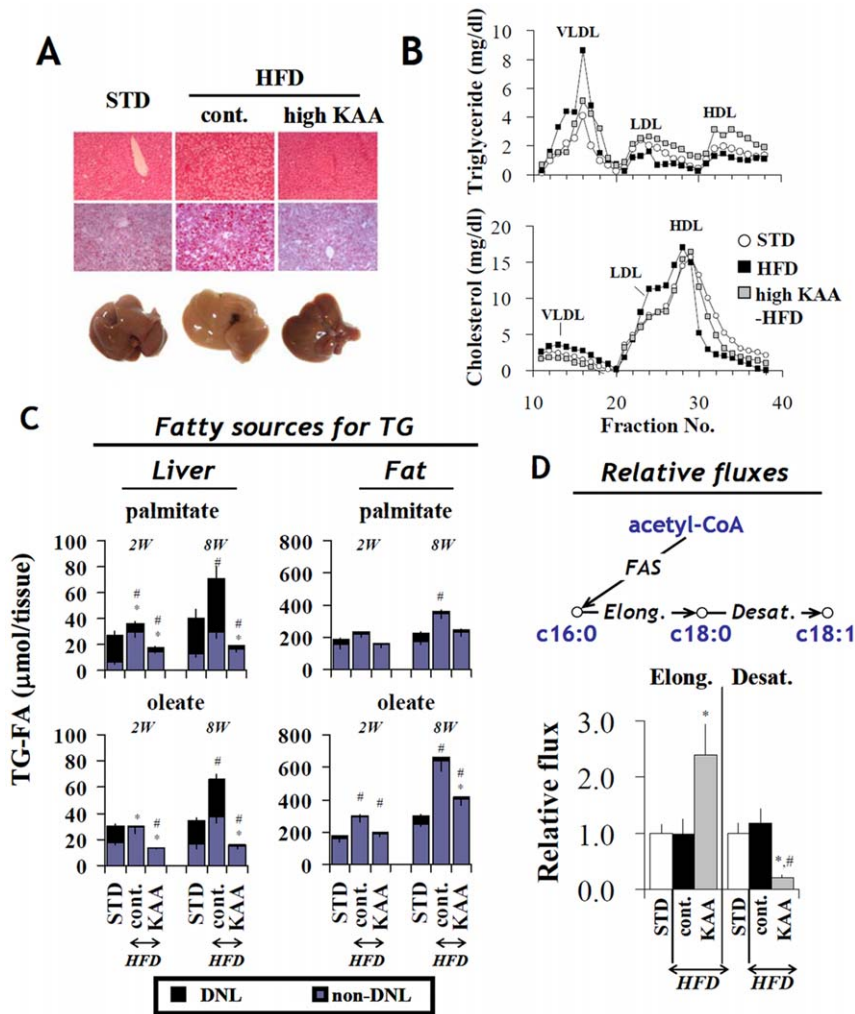 A
HFD
STD
cont.
high KAA
B
Triglyceride (mg/dl)
10
8
6
4
2
0
VLDL
LDL
HDL
Cholesterol (mg/dl)
20
15
10
5
0
VLDL
LDL
HDL
STD
HFD
high KAA
-HFD
10
20
30
40
Fraction No.
C
Fatty sources for TG
Liver
Fat
palmitate
palmitate
TG-FA (μmol/tissue)
100
80
60
40
20
0
2W
8W
#
*
#
*
#
#
*
800
600
400
200
0
2W
8W
#
oleate
oleate
100
80
60
40
20
0
2W
8W
*
#
*
#
#
*
800
600
400
200
0
2W
8W
#
#
#
#
*
STD
cont.
KAA
STD
cont.
KAA
STD
cont.
KAA
STD
cont.
KAA
HFD
HFD
HFD
HFD
DNL
non-DNL
D
Relative fluxes
acetyl-CoA
FAS
Elong.
Desat.
c16:0
c18:0
c18:1
Elong.
Desat.
Relative flux
3.0
2.0
1.0
0.0
*
*,#
STD
cont.
KAA
STD
cont.
KAA
HFD
HFD